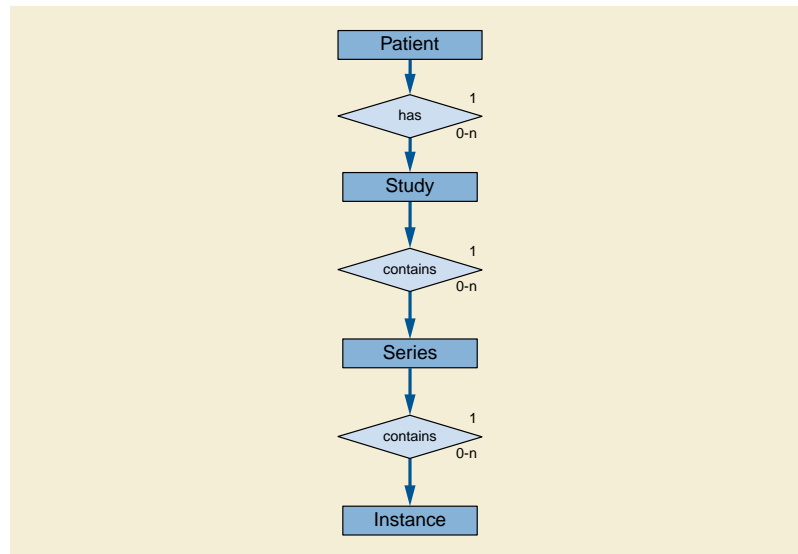 Patient
1
has
0-n
Study
1
contains
0-n
Series
1
contains
0-n
Instance